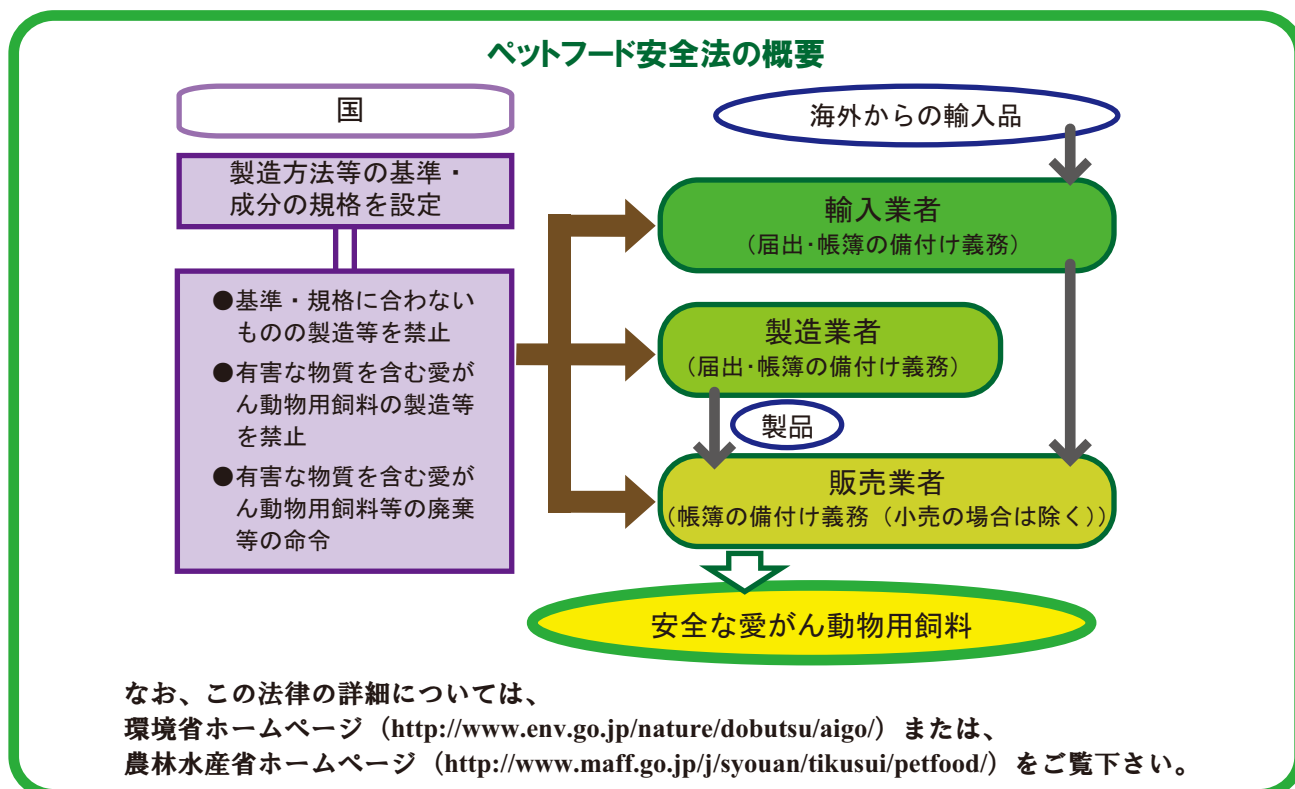 ペットフード安全法の概要
国
製造方法等の基準・
成分の規格を設定
●基準・規格に合わない
ものの製造等を禁止
●有害な物質を含む愛が
ん動物用飼料の製造等
を禁止
●有害な物質を含む愛が
ん動物用飼料等の廃棄
等の命令
海外からの輸入品
輸入業者
（届出・帳簿の備付け義務）
製造業者
（届出・帳簿の備付け義務）
製品
販売業者
（帳簿の備付け義務（小売の場合は除く））
安全な愛がん動物用飼料
なお、この法律の詳細については、
環境省ホームページ（http://www.env.go.jp/nature/dobutsu/aigo/）または、
農林水産省ホームページ（http://www.maff.go.jp/j/syouan/tikusui/petfood/）をご覧下さい。